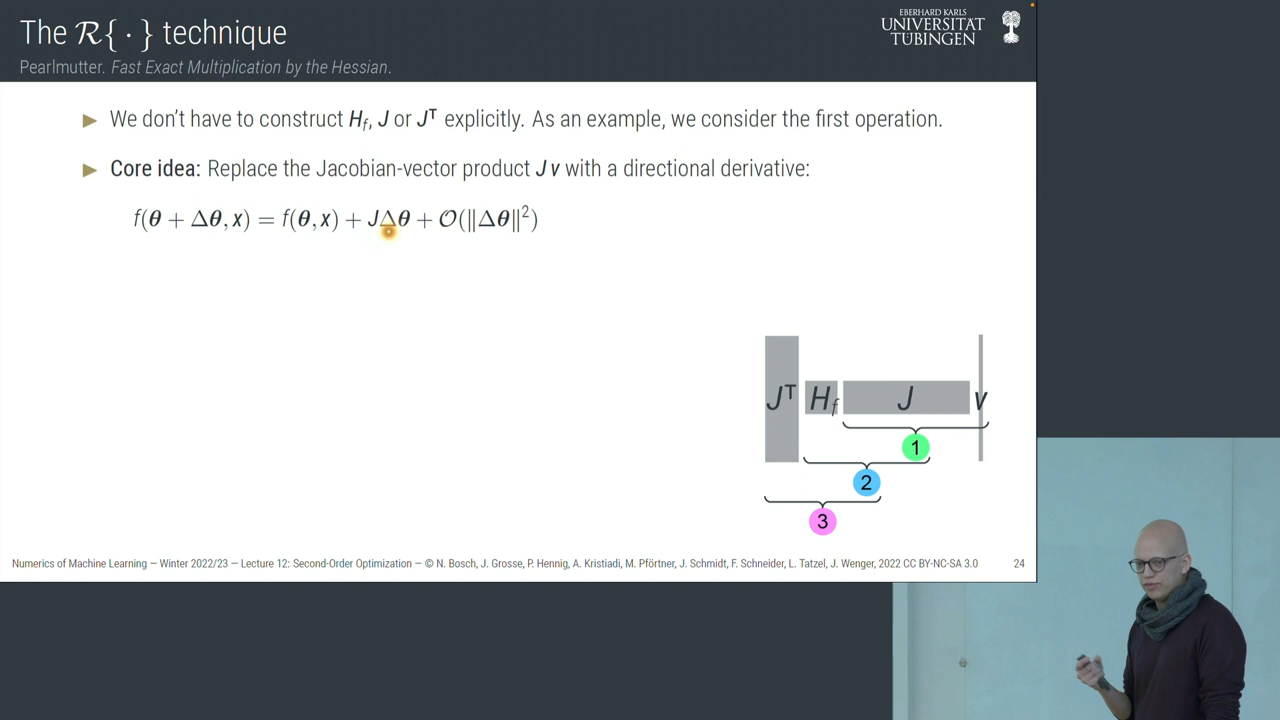 The R{ · } technique
Pearlmutter. Fast Exact Multiplication by the Hessian.
EBERHARD KARLS
UNIVERSITÄT
TÜBINGEN
▶ We don't have to construct H_f, J or J^T explicitly. As an example, we consider the first operation.
▶ Core idea: Replace the Jacobian-vector product J v with a directional derivative:
f(θ + Δθ, x) = f(θ, x) + JΔθ + O(‖Δθ‖²)
J^T H_f J v
1
2
3
Numerics of Machine Learning — Winter 2022/23 — Lecture 12: Second-Order Optimization — © N. Bosch, J. Grosse, P. Hennig, A. Kristiadi, M. Pförtner, J. Schmidt, F. Schneider, L. Tatzel, J. Wenger, 2022 CC BY-NC-SA 3.0 24